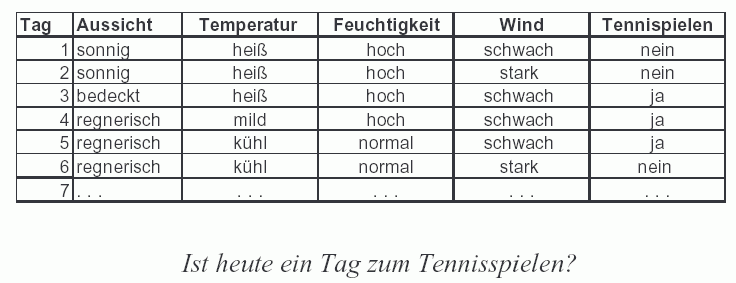 Tag Aussicht Temperatur Feuchtigkeit Wind Tennispielen
1 sonnig heiß hoch schwach nein
2 sonnig heiß hoch stark nein
3 bedeckt heiß hoch schwach ja
4 regnerisch mild hoch schwach ja
5 regnerisch kühl normal schwach ja
6 regnerisch kühl normal stark nein
7 . . . . . . . . . . . . . . .
Ist heute ein Tag zum Tennisspielen?